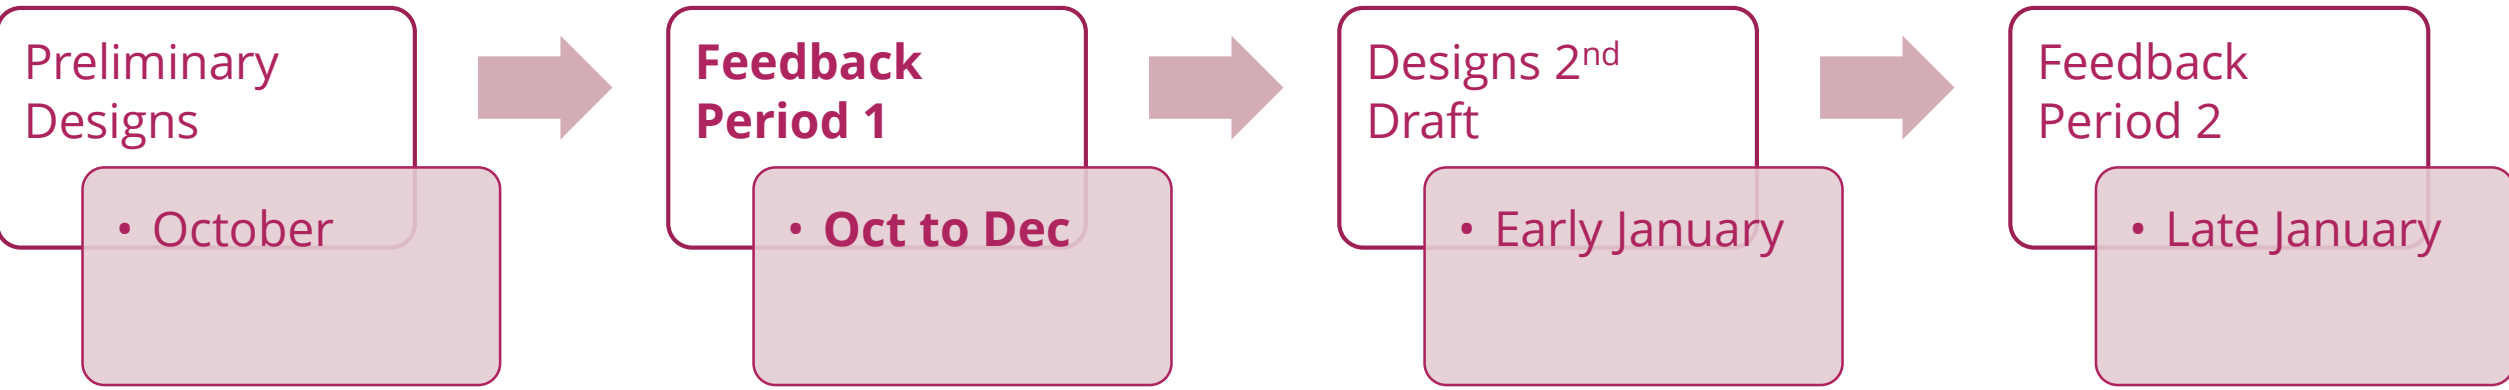 Preliminary
Designs
• October
Feedback
Period 1
• Oct to Dec
Designs 2nd
Draft
• Early January
Feedback
Period 2
• Late January